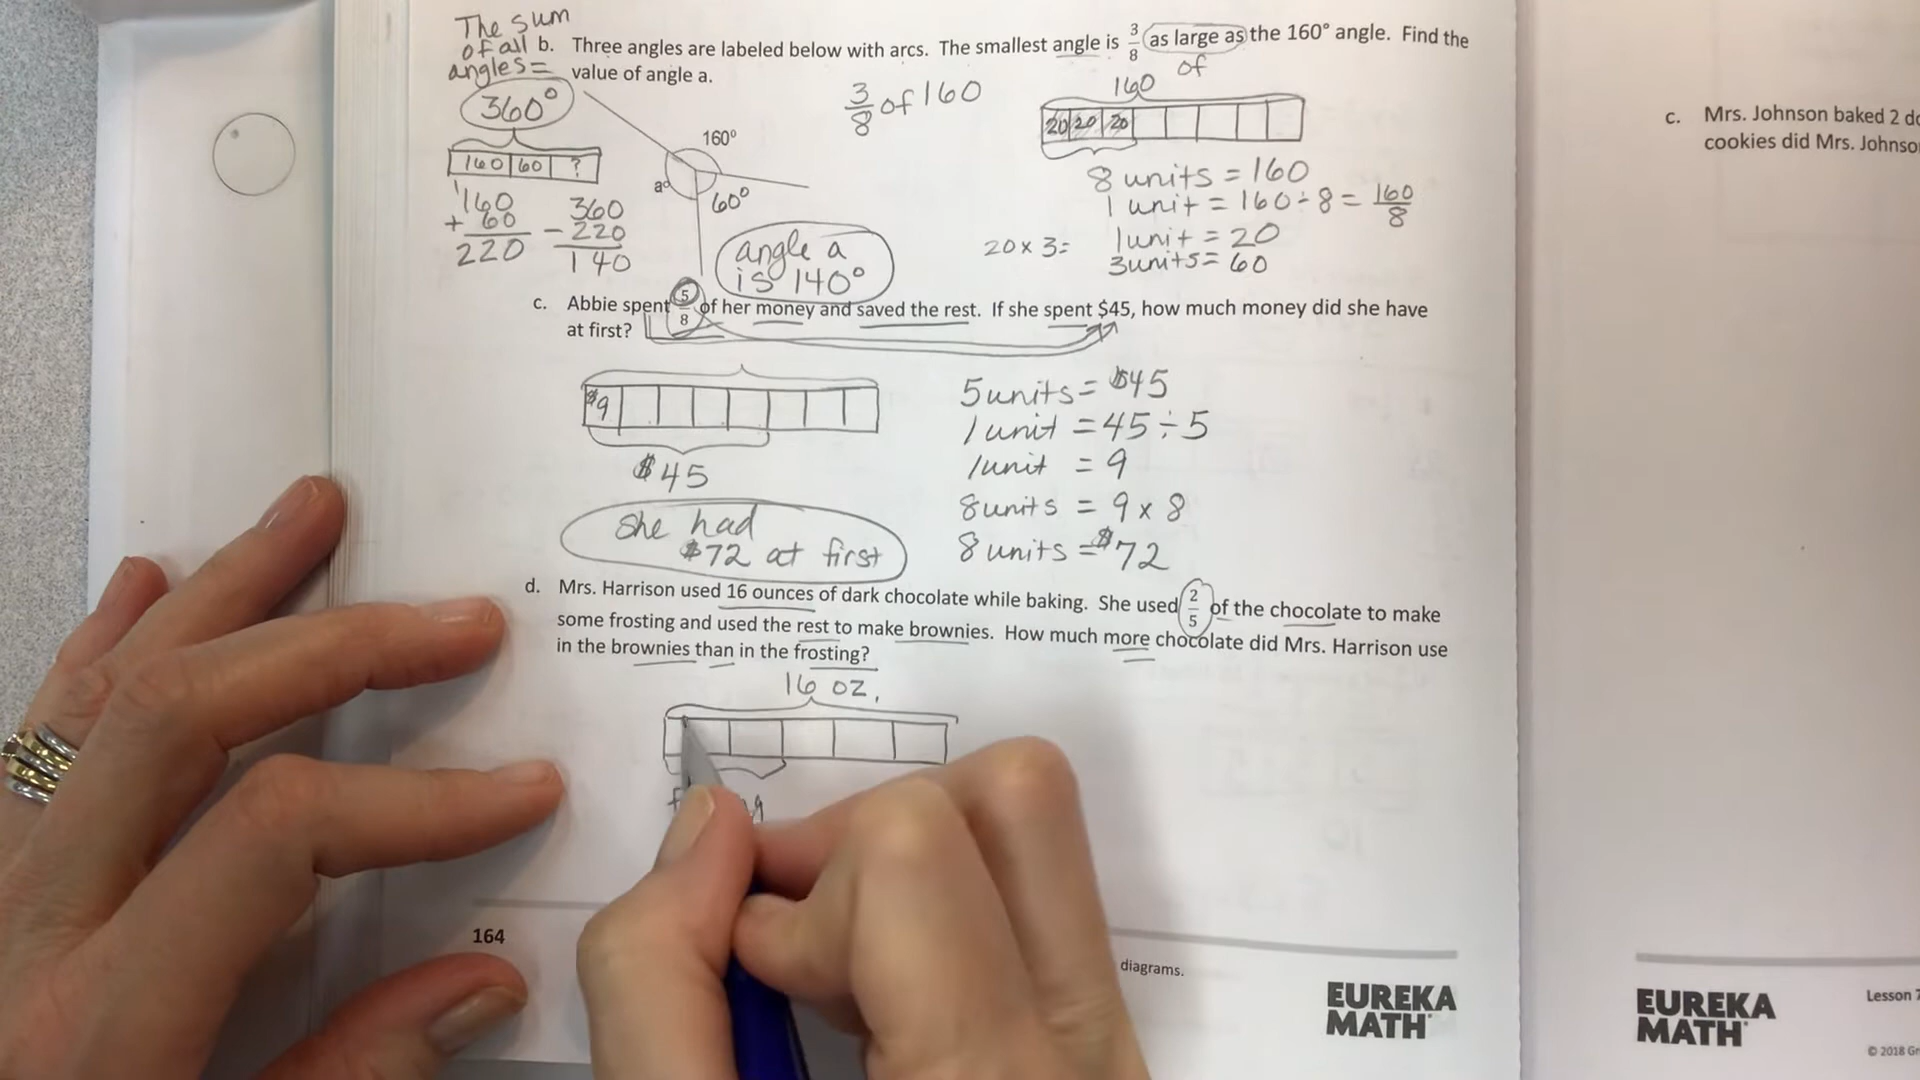 The sum
of all
angles =
360°
160 60 ?
160
+ 60
220
360
- 220
140
b. Three angles are labeled below with arcs. The smallest angle is 3/8 as large as the 160° angle. Find the
value of angle a.
of
160°
a°
60°
angle a
is 140°
3/8 of 160
160
20 20 20
8 units = 160
1 unit = 160 ÷ 8 = 160/8
1 unit = 20
20 x 3 =
3 units = 60
c. Abbie spent 5/8 of her money and saved the rest. If she spent $45, how much money did she have
at first?
$9
$45
She had
$72 at first
5 units = $45
1 unit = 45 ÷ 5
1 unit = 9
8 units = 9 x 8
8 units = $72
d. Mrs. Harrison used 16 ounces of dark chocolate while baking. She used 2/5 of the chocolate to make
some frosting and used the rest to make brownies. How much more chocolate did Mrs. Harrison use
in the brownies than in the frosting?
16 oz.
164
diagrams.
EUREKA
MATH
c. Mrs. Johnson baked 2 do
cookies did Mrs. Johnso
EUREKA
MATH
Lesson 7
© 2018 Gr